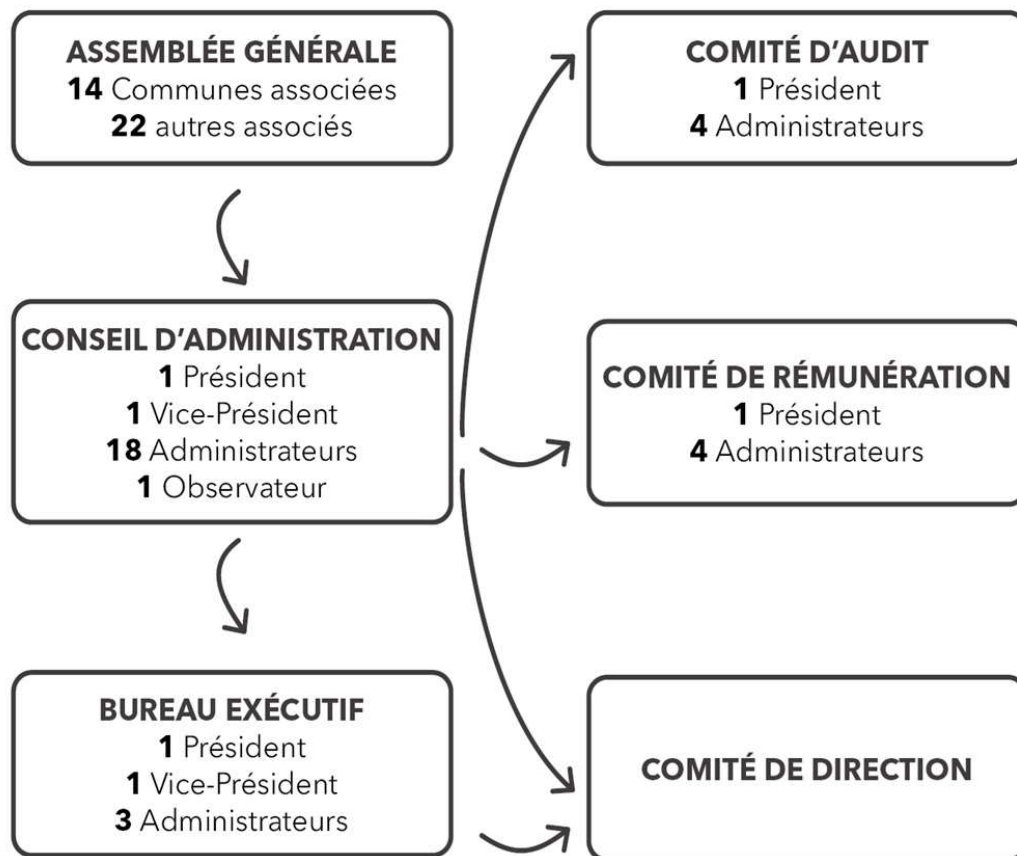 ASSEMBLÉE GÉNÉRALE
14 Communes associées
22 autres associés
CONSEIL D’ADMINISTRATION
1 Président
1 Vice-Président
18 Administrateurs
1 Observateur
BUREAU EXÉCUTIF
1 Président
1 Vice-Président
3 Administrateurs
COMITÉ D’AUDIT
1 Président
4 Administrateurs
COMITÉ DE RÉMUNÉRATION
1 Président
4 Administrateurs
COMITÉ DE DIRECTION